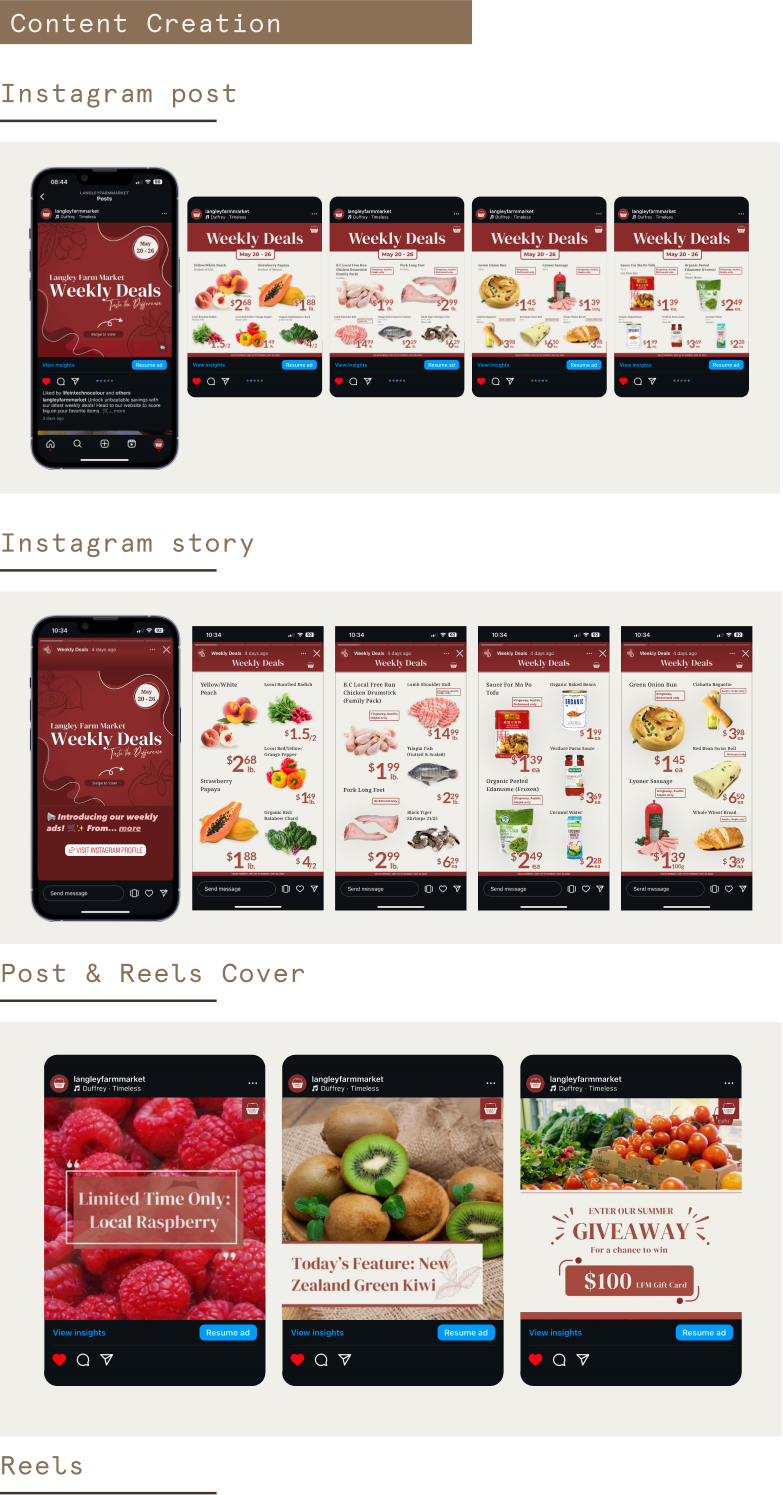 Content Creation
Instagram post
08:44
LANGLEYFARMMARKET
Posts
langleyfarmmarket
Duffrey · Timeless
May
20 - 26
Langley Farm Market
Weekly Deals
Taste the Difference
Swipe to view
View insights
Resume ad
Liked by lifeintechnocolour and others
langleyfarmmarket Unlock unbeatable savings with
our latest weekly deals! Head to our website to score
big on your favorite items. ... more
3 days ago
langleyfarmmarket
Duffrey · Timeless
Weekly Deals
May 20 - 26
Yellow/White Peach
Strawberry Papaya
$2.68 lb.
$1.88 lb.
View insights
Resume ad
langleyfarmmarket
Duffrey · Timeless
Weekly Deals
May 20 - 26
B.C Local Free Run
Chicken Drumstick
(Family Pack)
Pork Long Feet
$1.99 lb.
$2.99 lb.
View insights
Resume ad
langleyfarmmarket
Duffrey · Timeless
Weekly Deals
May 20 - 26
Green Onion Bun
Lyoner Sausage
$1.45 ea
$1.39 100g
View insights
Resume ad
langleyfarmmarket
Duffrey · Timeless
Weekly Deals
May 20 - 26
Sauce For Ma Po Tofu
Organic Peeled
Edamame (Frozen)
$1.39 ea
$2.49 ea
View insights
Resume ad
Instagram story
10:34
Weekly Deals 4 days ago
May
20 - 26
Langley Farm Market
Weekly Deals
Taste the Difference
Swipe to view
Introducing our weekly
ads! From... more
VISIT INSTAGRAM PROFILE
Send message
10:34
Weekly Deals 4 days ago
Weekly Deals
Yellow/White
Peach
Local Bunched Radish
$1.5/2
$2.68 lb.
Local Red/Yellow/
Orange Pepper
$1.49 lb.
Strawberry
Papaya
Organic Red/
Rainbow Chard
$1.88 lb.
$4/2
Send message
10:34
Weekly Deals 4 days ago
Weekly Deals
B.C Local Free Run
Chicken Drumstick
(Family Pack)
Lamb Shoulder Roll
$14.99 lb.
$1.99 lb.
Tilapia Fish
(Gutted & Scaled)
$2.29 lb.
Pork Long Feet
Black Tiger
Shrimps 21/25
$2.99 lb.
$6.29 ea
Send message
10:34
Weekly Deals 4 days ago
Weekly Deals
Sauce For Ma Po
Tofu
Organic Baked Beans
ORGANIC
$1.99 ea
$1.39 ea
Verdure Pasta Sauce
$3.69 ea
Organic Peeled
Edamame (Frozen)
Coconut Water
$2.49 ea
$2.28 ea
Send message
10:34
Weekly Deals 4 days ago
Weekly Deals
Green Onion Bun
Ciabatta Baguette
$3.98 ea
$1.45 ea
Red Bean Swiss Roll
$6.50 ea
Lyoner Sausage
Whole Wheat Bread
$1.39 100g
$3.89 ea
Send message
Post & Reels Cover
langleyfarmmarket
Duffrey · Timeless
“
Limited Time Only:
Local Raspberry
”
View insights
Resume ad
langleyfarmmarket
Duffrey · Timeless
Today’s Feature: New
Zealand Green Kiwi
View insights
Resume ad
langleyfarmmarket
Duffrey · Timeless
ENTER OUR SUMMER
GIVEAWAY
For a chance to win
$100 LFM Gift Card
View insights
Resume ad
Reels